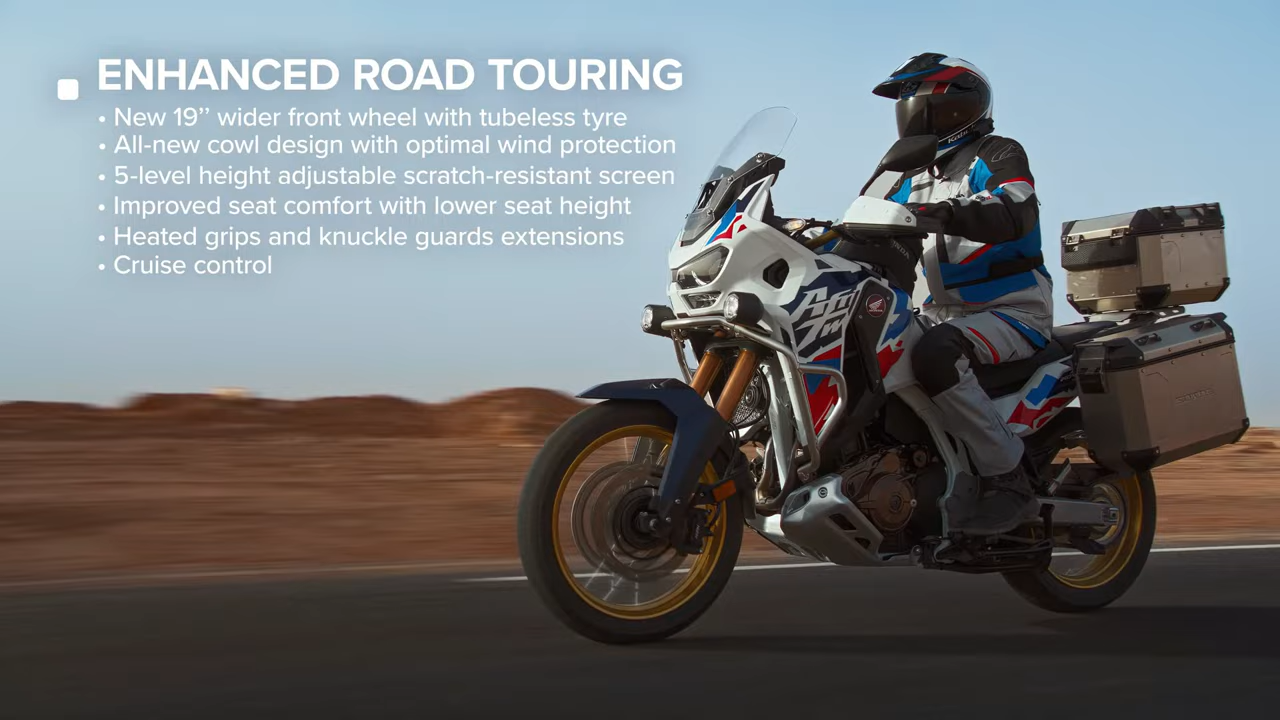 ENHANCED ROAD TOURING
• New 19’’ wider front wheel with tubeless tyre
• All-new cowl design with optimal wind protection
• 5-level height adjustable scratch-resistant screen
• Improved seat comfort with lower seat height
• Heated grips and knuckle guards extensions
• Cruise control
HONDA